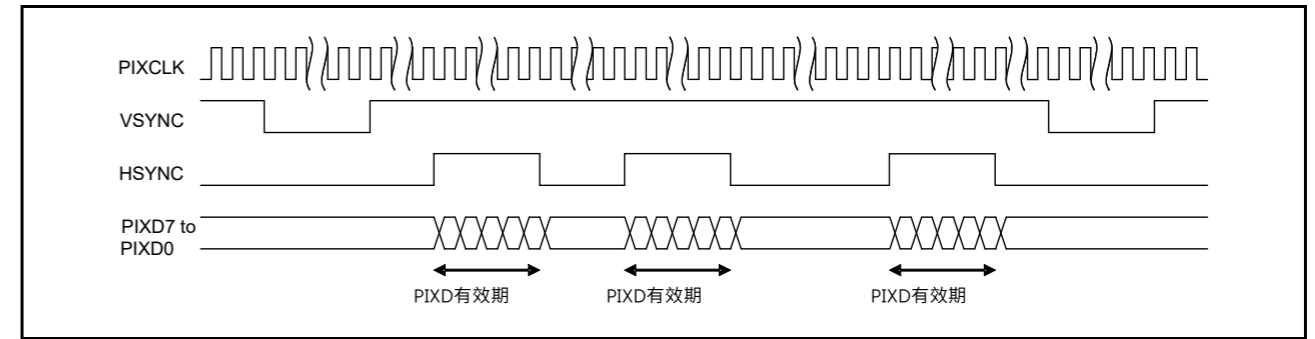 PIXCLK
VSYNC
HSYNC
PIXD7 to
PIXD0
PIXD有效期 PIXD有效期 PIXD有效期